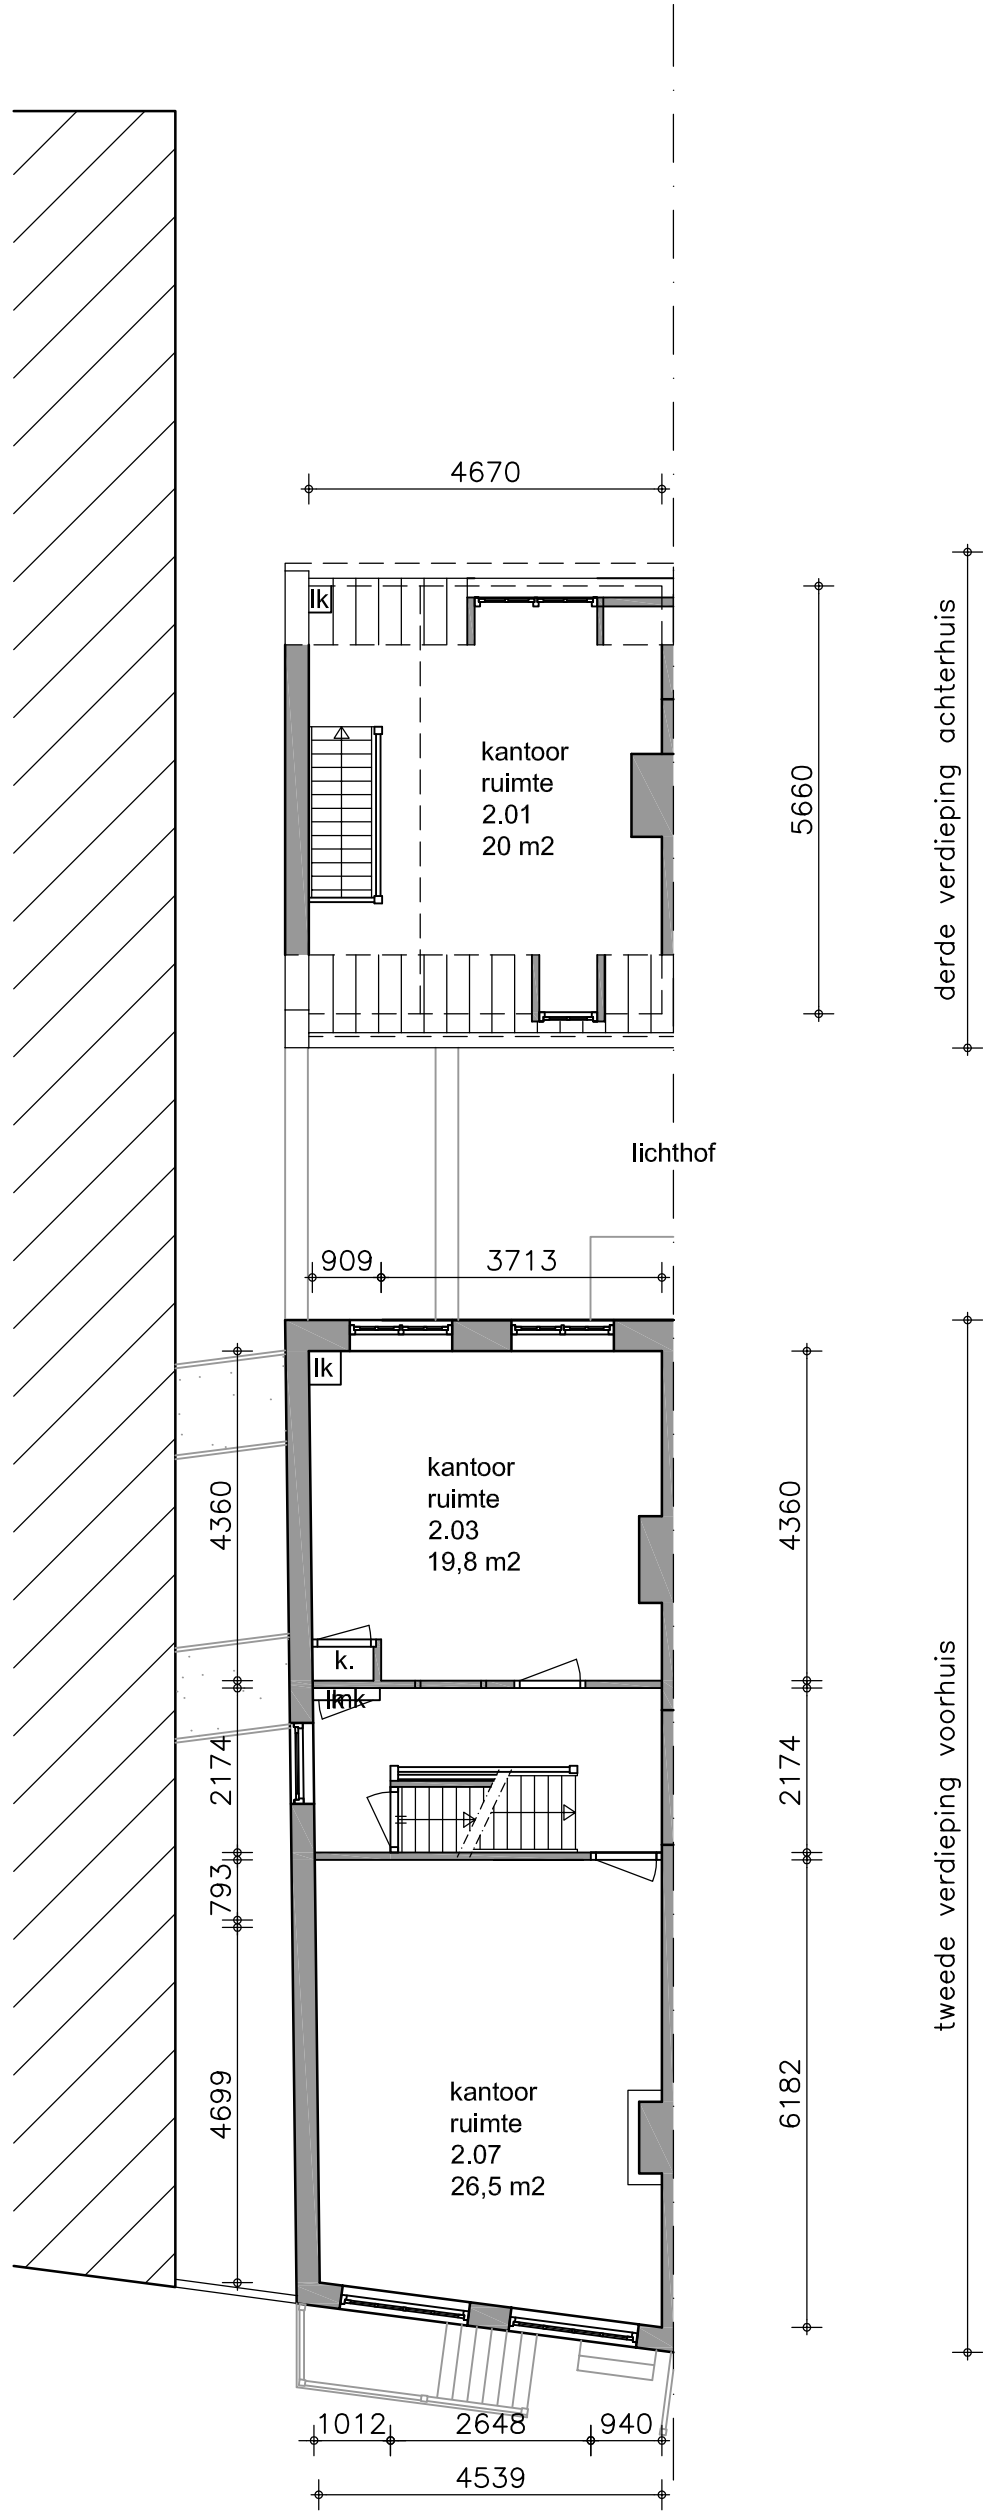 4670
lk
kantoor
ruimte
2.01
20 m2
5660
derde verdieping achterhuis
lichthof
909
3713
lk
kantoor
ruimte
2.03
19,8 m2
4360
4360
k.
2174
2174
793
tweede verdieping voorhuis
kantoor
ruimte
2.07
26,5 m2
4699
6182
1012
2648
940
4539